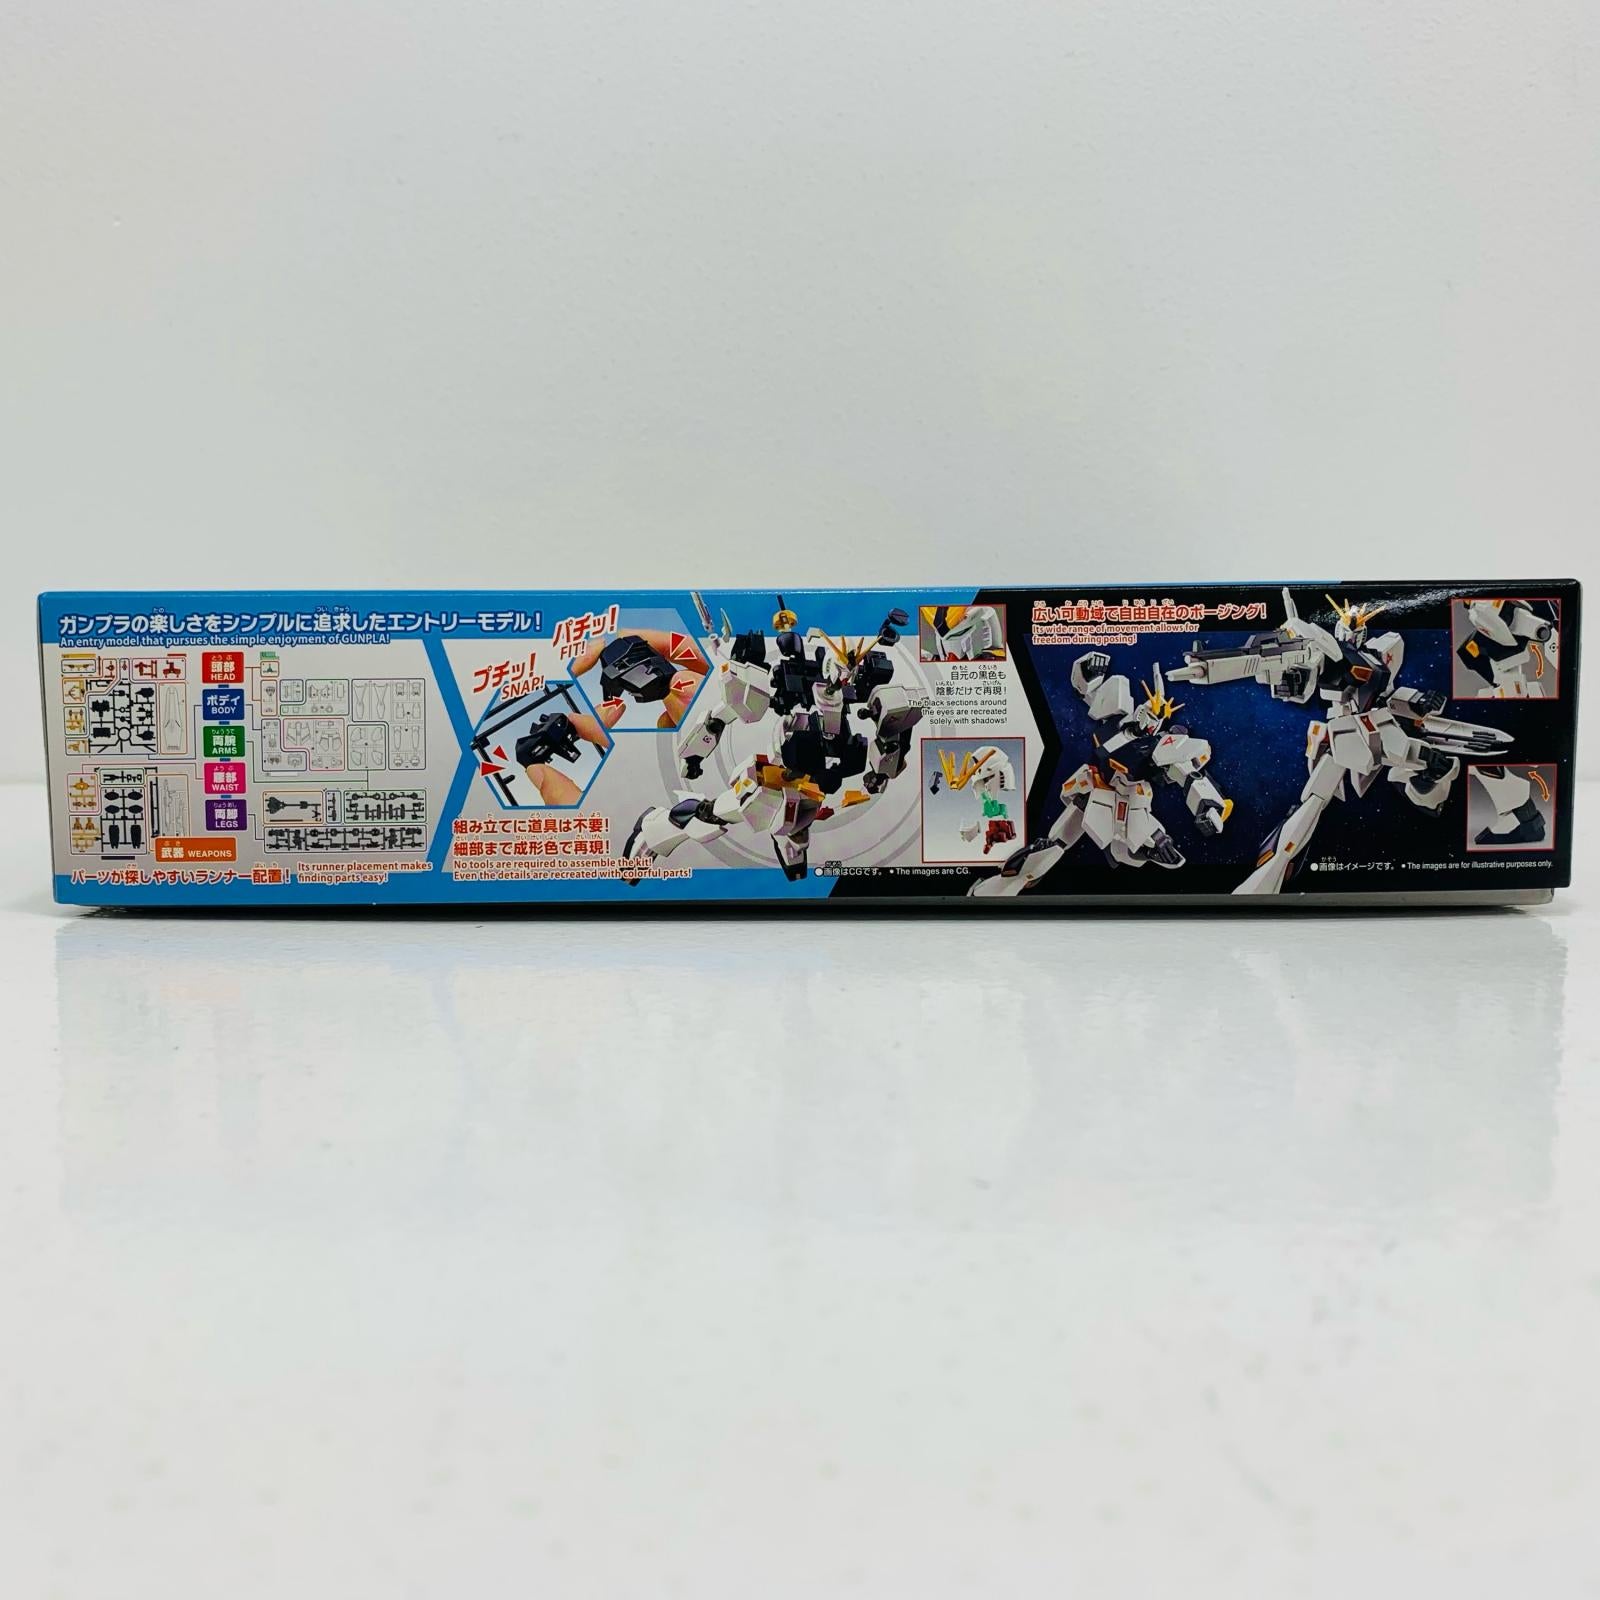 ガンプラの楽しさをシンプルに追求したエントリーモデル！
An entry model that pursues the simple enjoyment of GUNPLA!
頭部
HEAD
ボディ
BODY
両腕
ARMS
腰部
WAIST
両脚
LEGS
武器 WEAPONS
パーツが探しやすいランナー配置！
Its runner placement makes
finding parts easy!
パチッ！
FIT!
プチッ！
SNAP!
組み立てに道具は不要！
細部まで成形色で再現！
No tools are required to assemble the kit!
Even the details are recreated with colorful parts!
目元の黒色も
陰影だけで再現！
The black sections around
the eyes are recreated
solely with shadows!
●画像はCGです。 ●The images are CG.
広い可動域で自由自在のポージング！
Its wide range of movement allows for
freedom during posing!
●画像はイメージです。 ●The images are for illustrative purposes only.